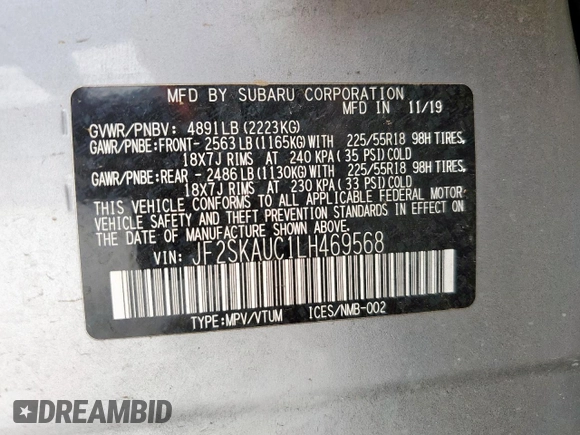 MFD BY SUBARU CORPORATION
MFD IN 11/19
GVWR/PNBV: 4891LB(2223KG)
GAWR/PNBE:FRONT- 2563LB(1165KG)WITH 225/55R18 98H TIRES,
18X7J RIMS AT 240 KPA(35 PSI)COLD
GAWR/PNBE:REAR - 2486LB(1130KG)WITH 225/55R18 98H TIRES,
18X7J RIMS AT 230 KPA(33 PSI)COLD
THIS VEHICLE CONFORMS TO ALL APPLICABLE FEDERAL MOTOR
VEHICLE SAFETY AND THEFT PREVENTION STANDARDS IN EFFECT ON
THE DATE OF MANUFACTURE SHOWN ABOVE.
VIN: JF2SKAUC1LH469568
TYPE:MPV/VTUM ICES/NMB-002
DREAMBID